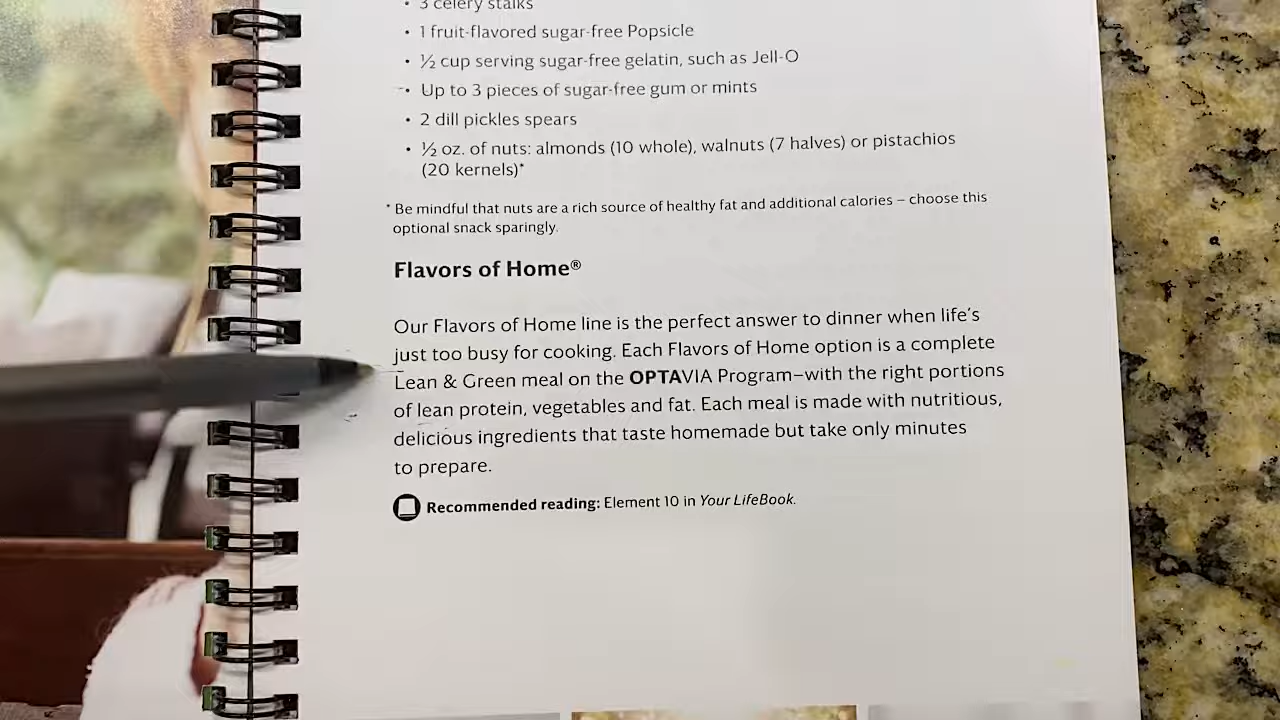 • 3 celery stalks
• 1 fruit-flavored sugar-free Popsicle
• ½ cup serving sugar-free gelatin, such as Jell-O
• Up to 3 pieces of sugar-free gum or mints
• 2 dill pickles spears
• ½ oz. of nuts: almonds (10 whole), walnuts (7 halves) or pistachios
(20 kernels)*
* Be mindful that nuts are a rich source of healthy fat and additional calories – choose this
optional snack sparingly.
Flavors of Home®
Our Flavors of Home line is the perfect answer to dinner when life's
just too busy for cooking. Each Flavors of Home option is a complete
Lean & Green meal on the OPTAVIA Program–with the right portions
of lean protein, vegetables and fat. Each meal is made with nutritious,
delicious ingredients that taste homemade but take only minutes
to prepare.
Recommended reading: Element 10 in Your LifeBook.